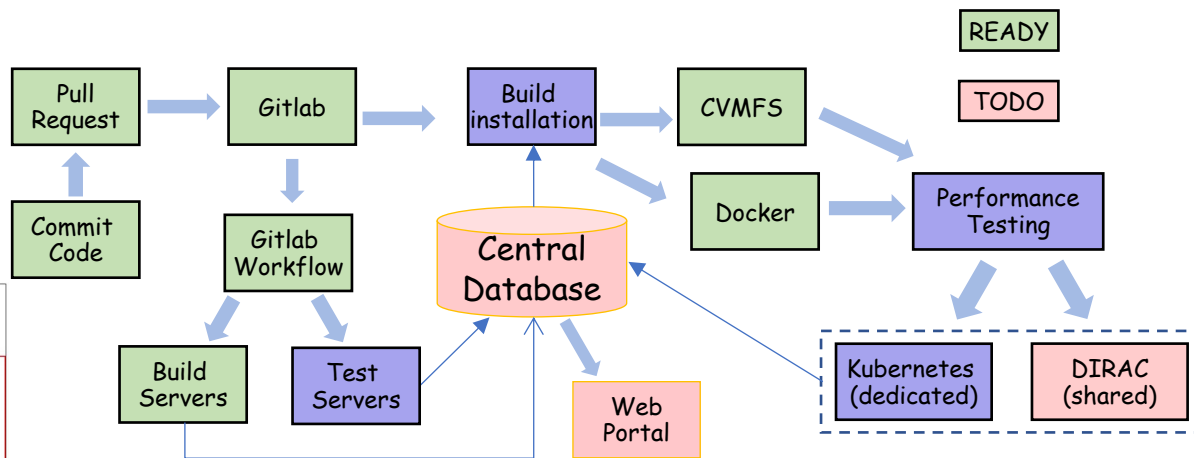 READY
TODO
Pull
Request
Gitlab
Build
installation
CVMFS
Commit
Code
Gitlab
Workflow
Docker
Performance
Testing
Central
Database
Build
Servers
Test
Servers
Web
Portal
Kubernetes
(dedicated)
DIRAC
(shared)